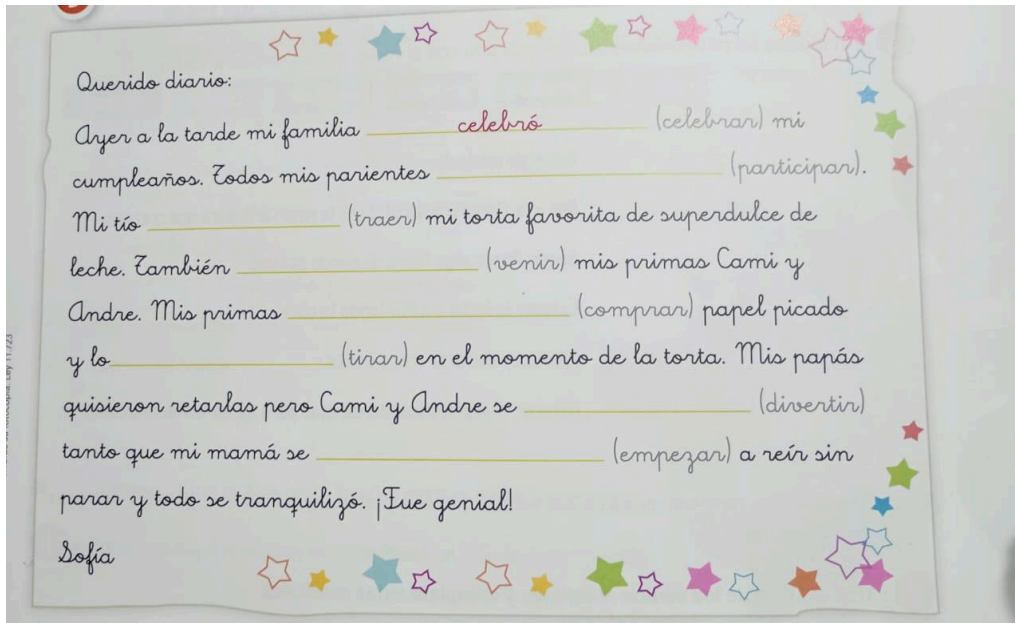 Querido diario:
Ayer a la tarde mi familia celebró (celebrar) mi
cumpleaños. Todos mis parientes (participar).
Mi tío (traer) mi torta favorita de superdulce de
leche. También (venir) mis primas Cami y
Andre. Mis primas (comprar) papel picado
y lo (tirar) en el momento de la torta. Mis papás
quisieron retarlas pero Cami y Andre se (divertir)
tanto que mi mamá se (empezar) a reír sin
parar y todo se tranquilizó. ¡Fue genial!
Sofía